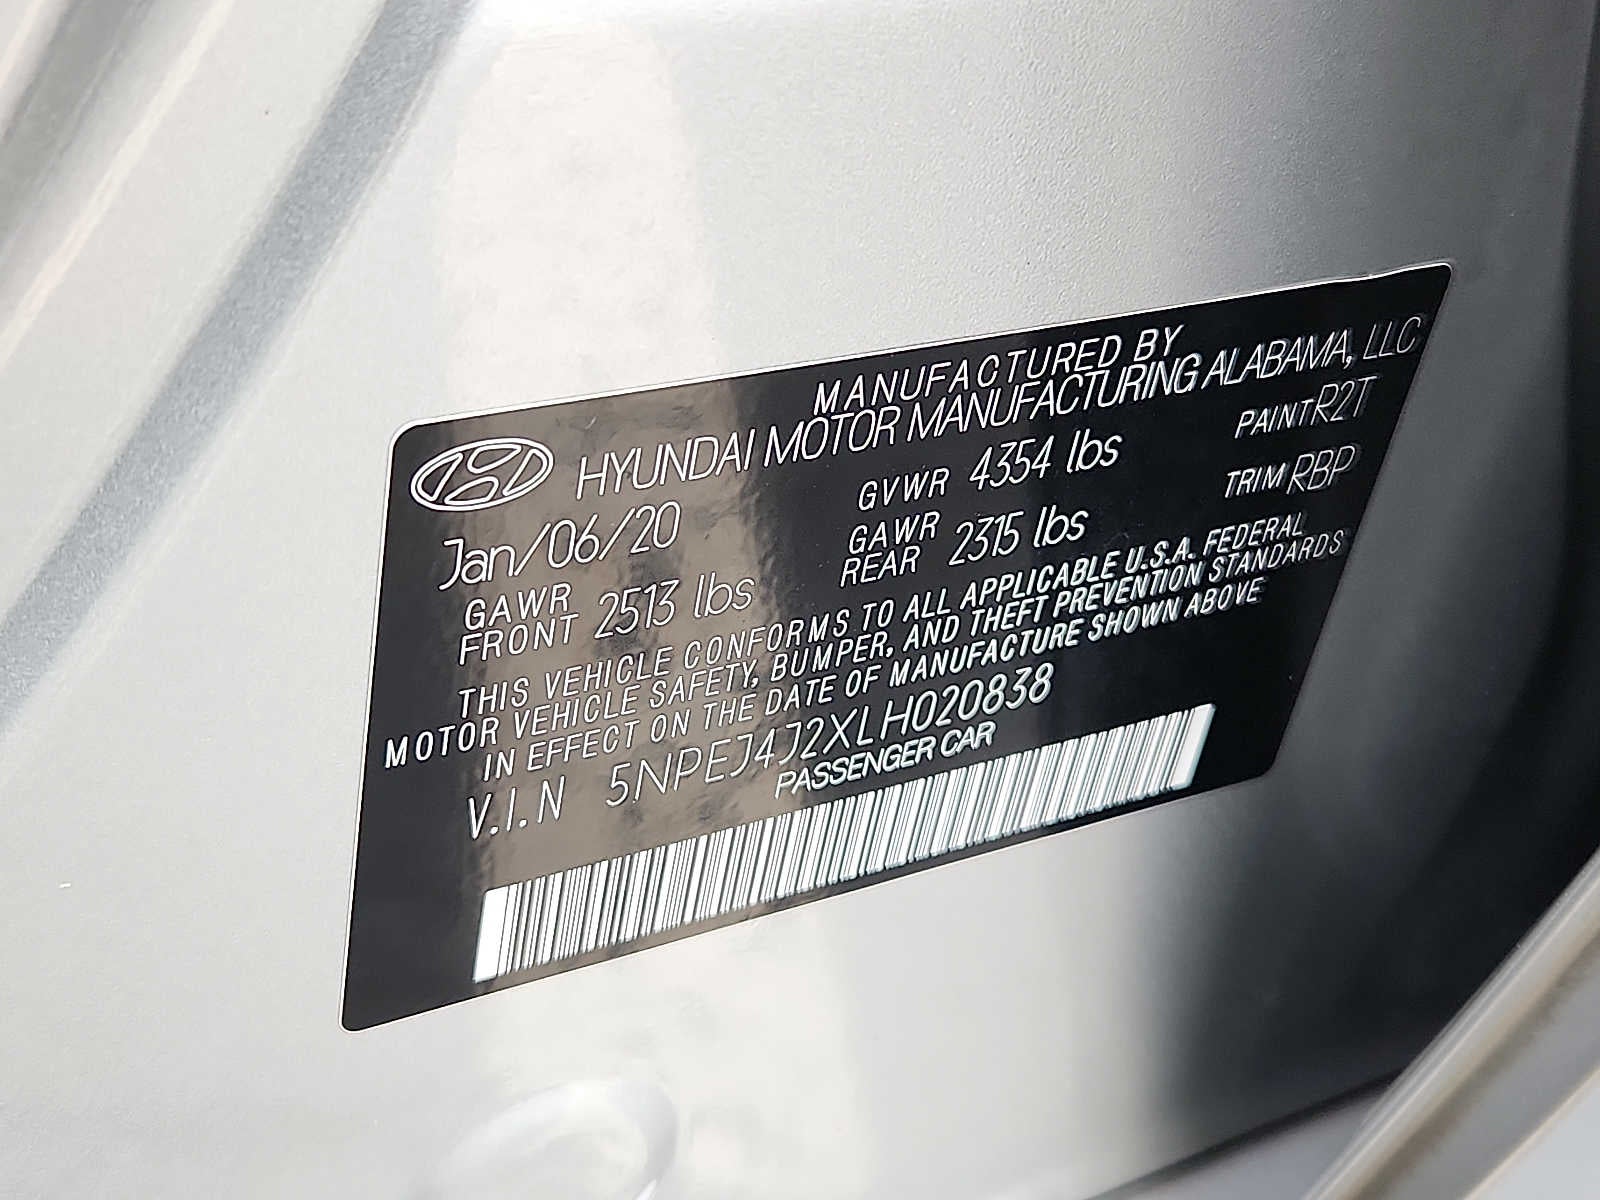 MANUFACTURED BY
HYUNDAI MOTOR MANUFACTURING ALABAMA, LLC
Jan/06/20 GVWR 4354 lbs PAINT R2T
GAWR FRONT 2513 lbs GAWR REAR 2315 lbs TRIM RBP
THIS VEHICLE CONFORMS TO ALL APPLICABLE U.S.A. FEDERAL
MOTOR VEHICLE SAFETY, BUMPER, AND THEFT PREVENTION STANDARDS
IN EFFECT ON THE DATE OF MANUFACTURE SHOWN ABOVE
V.I.N 5NPEJ4J2XLH020838
PASSENGER CAR